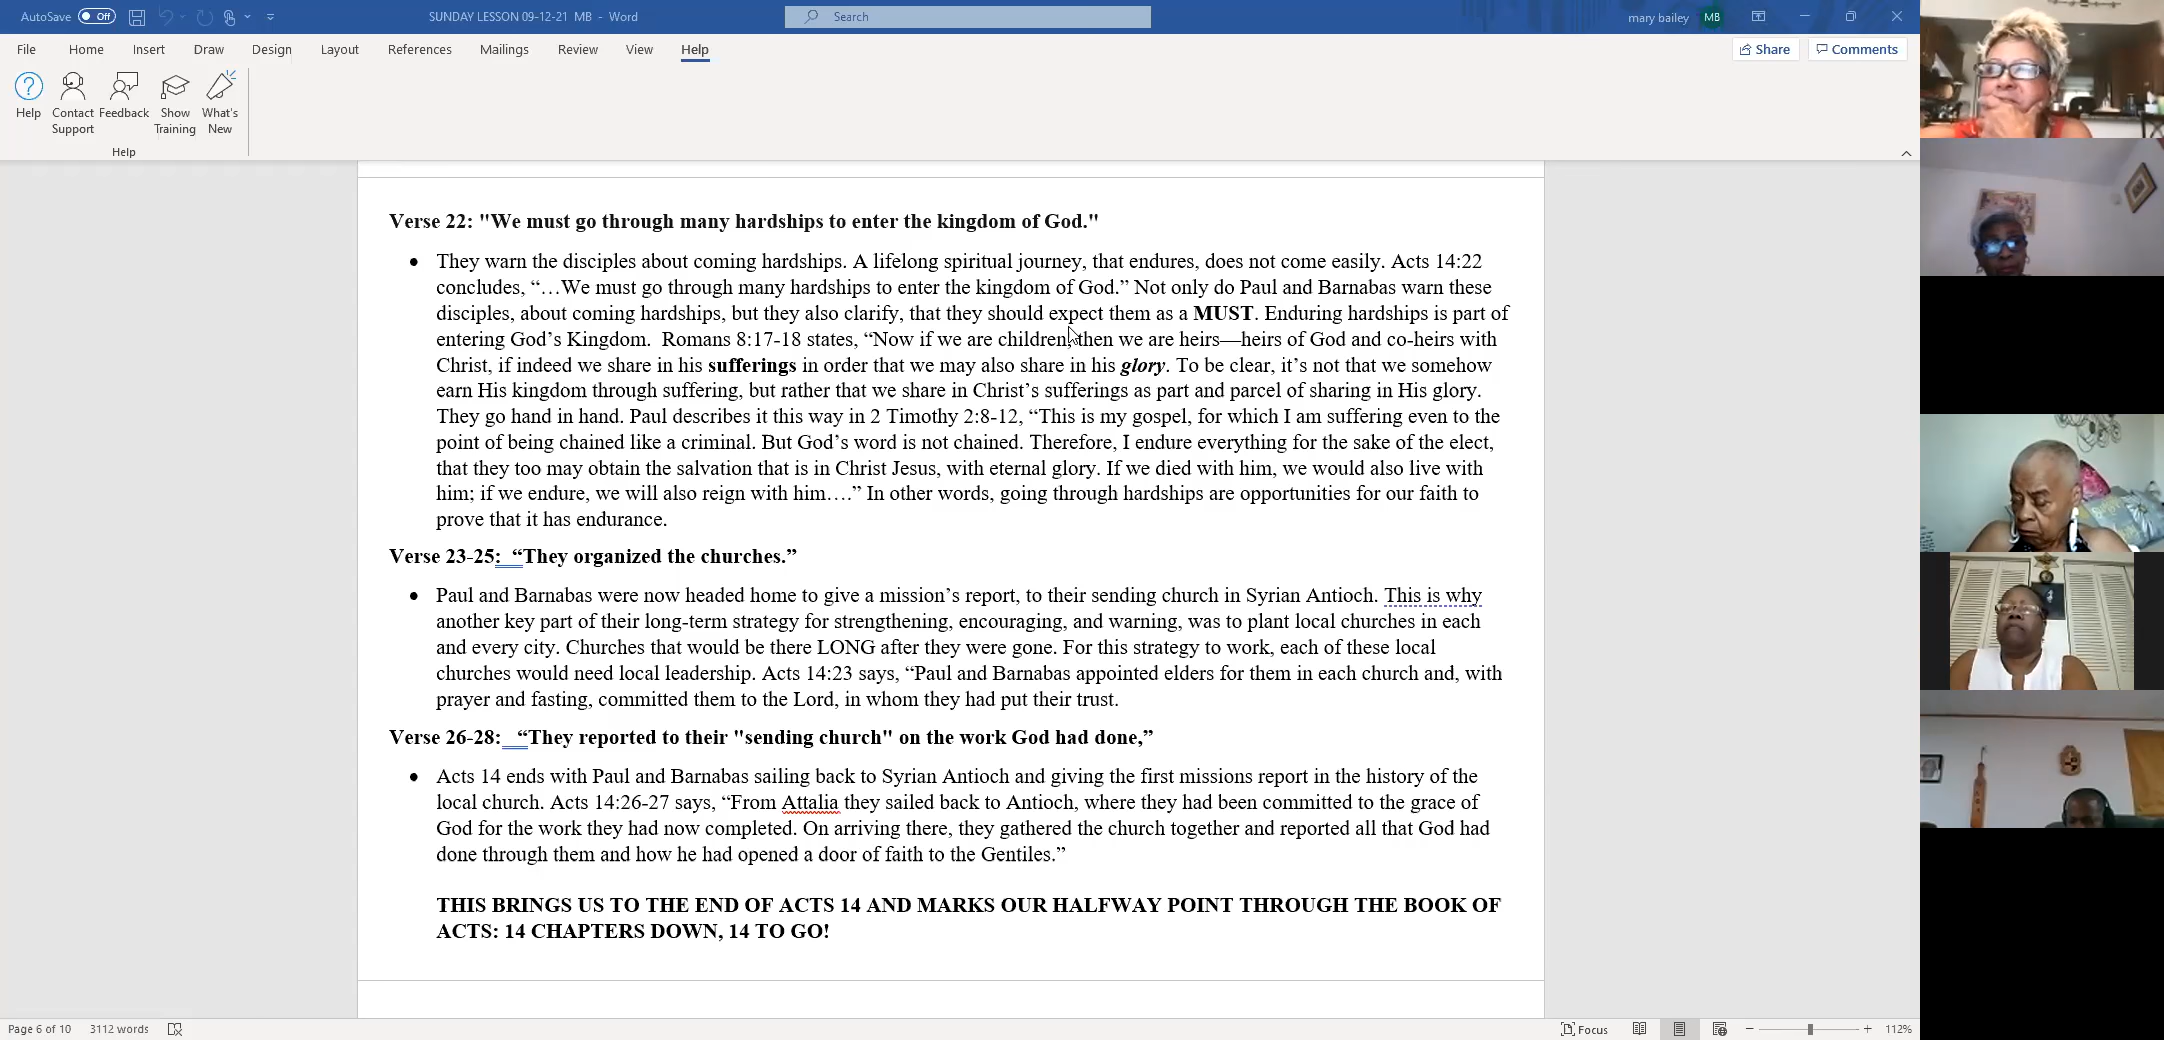 AutoSave Off
SUNDAY LESSON 09-12-21 MB - Word
Search
mary bailey MB
File Home Insert Draw Design Layout References Mailings Review View Help
Share Comments
Help Contact Support Feedback Show Training What's New
Help
Verse 22: "We must go through many hardships to enter the kingdom of God."
• They warn the disciples about coming hardships. A lifelong spiritual journey, that endures, does not come easily. Acts 14:22
concludes, “…We must go through many hardships to enter the kingdom of God.” Not only do Paul and Barnabas warn these
disciples, about coming hardships, but they also clarify, that they should expect them as a MUST. Enduring hardships is part of
entering God’s Kingdom. Romans 8:17-18 states, “Now if we are children, then we are heirs—heirs of God and co-heirs with
Christ, if indeed we share in his sufferings in order that we may also share in his glory. To be clear, it’s not that we somehow
earn His kingdom through suffering, but rather that we share in Christ’s sufferings as part and parcel of sharing in His glory.
They go hand in hand. Paul describes it this way in 2 Timothy 2:8-12, “This is my gospel, for which I am suffering even to the
point of being chained like a criminal. But God’s word is not chained. Therefore, I endure everything for the sake of the elect,
that they too may obtain the salvation that is in Christ Jesus, with eternal glory. If we died with him, we would also live with
him; if we endure, we will also reign with him….” In other words, going through hardships are opportunities for our faith to
prove that it has endurance.
Verse 23-25: “They organized the churches.”
• Paul and Barnabas were now headed home to give a mission’s report, to their sending church in Syrian Antioch. This is why
another key part of their long-term strategy for strengthening, encouraging, and warning, was to plant local churches in each
and every city. Churches that would be there LONG after they were gone. For this strategy to work, each of these local
churches would need local leadership. Acts 14:23 says, “Paul and Barnabas appointed elders for them in each church and, with
prayer and fasting, committed them to the Lord, in whom they had put their trust.
Verse 26-28: “They reported to their "sending church" on the work God had done,”
• Acts 14 ends with Paul and Barnabas sailing back to Syrian Antioch and giving the first missions report in the history of the
local church. Acts 14:26-27 says, “From Attalia they sailed back to Antioch, where they had been committed to the grace of
God for the work they had now completed. On arriving there, they gathered the church together and reported all that God had
done through them and how he had opened a door of faith to the Gentiles.”
THIS BRINGS US TO THE END OF ACTS 14 AND MARKS OUR HALFWAY POINT THROUGH THE BOOK OF
ACTS: 14 CHAPTERS DOWN, 14 TO GO!
Page 6 of 10 3112 words
Focus
112%